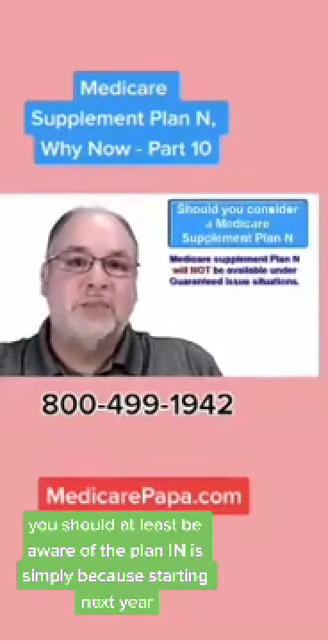 Medicare
Supplement Plan N,
Why Now - Part 10
Should you consider
a Medicare
Supplement Plan N
Medicare supplement Plan N
will NOT be available under
Guaranteed Issue situations.
800-499-1942
MedicarePapa.com
you should at least be
aware of the plan IN is
simply because starting
next year